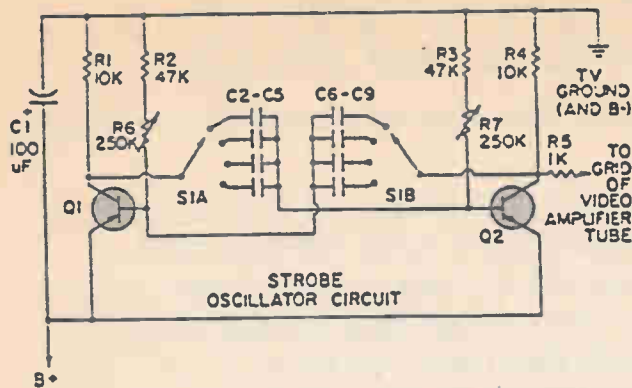 R1
10K
R2
47K
R3
47K
R4
10K
TV
GROUND
(AND B-)
C1
100
uF
+
R6
250K
C2-C5
C6-C9
R7
250K
R5
1K
TO
GRID
OF
VIDEO
AMPLIFIER
TUBE
S1A
S1B
Q1
Q2
STROBE
OSCILLATOR CIRCUIT
B+